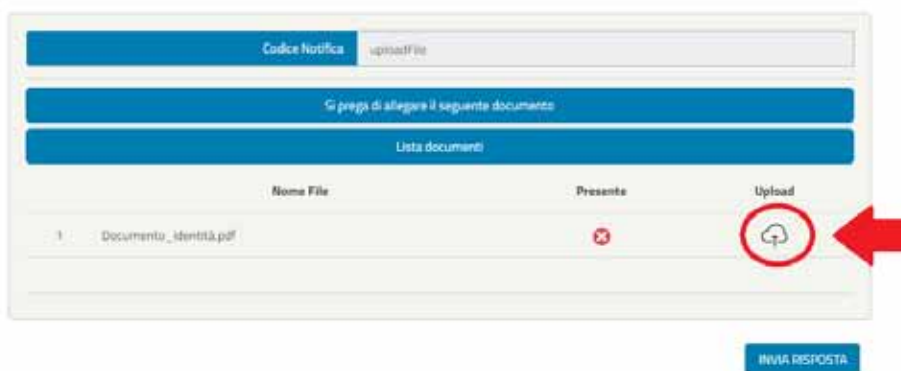 Codice Notifica uploadFile
Si prega di allegare il seguente documento
Lista documenti
Nome File Presente Upload
1 Documento_identità.pdf
INVIA RISPOSTA